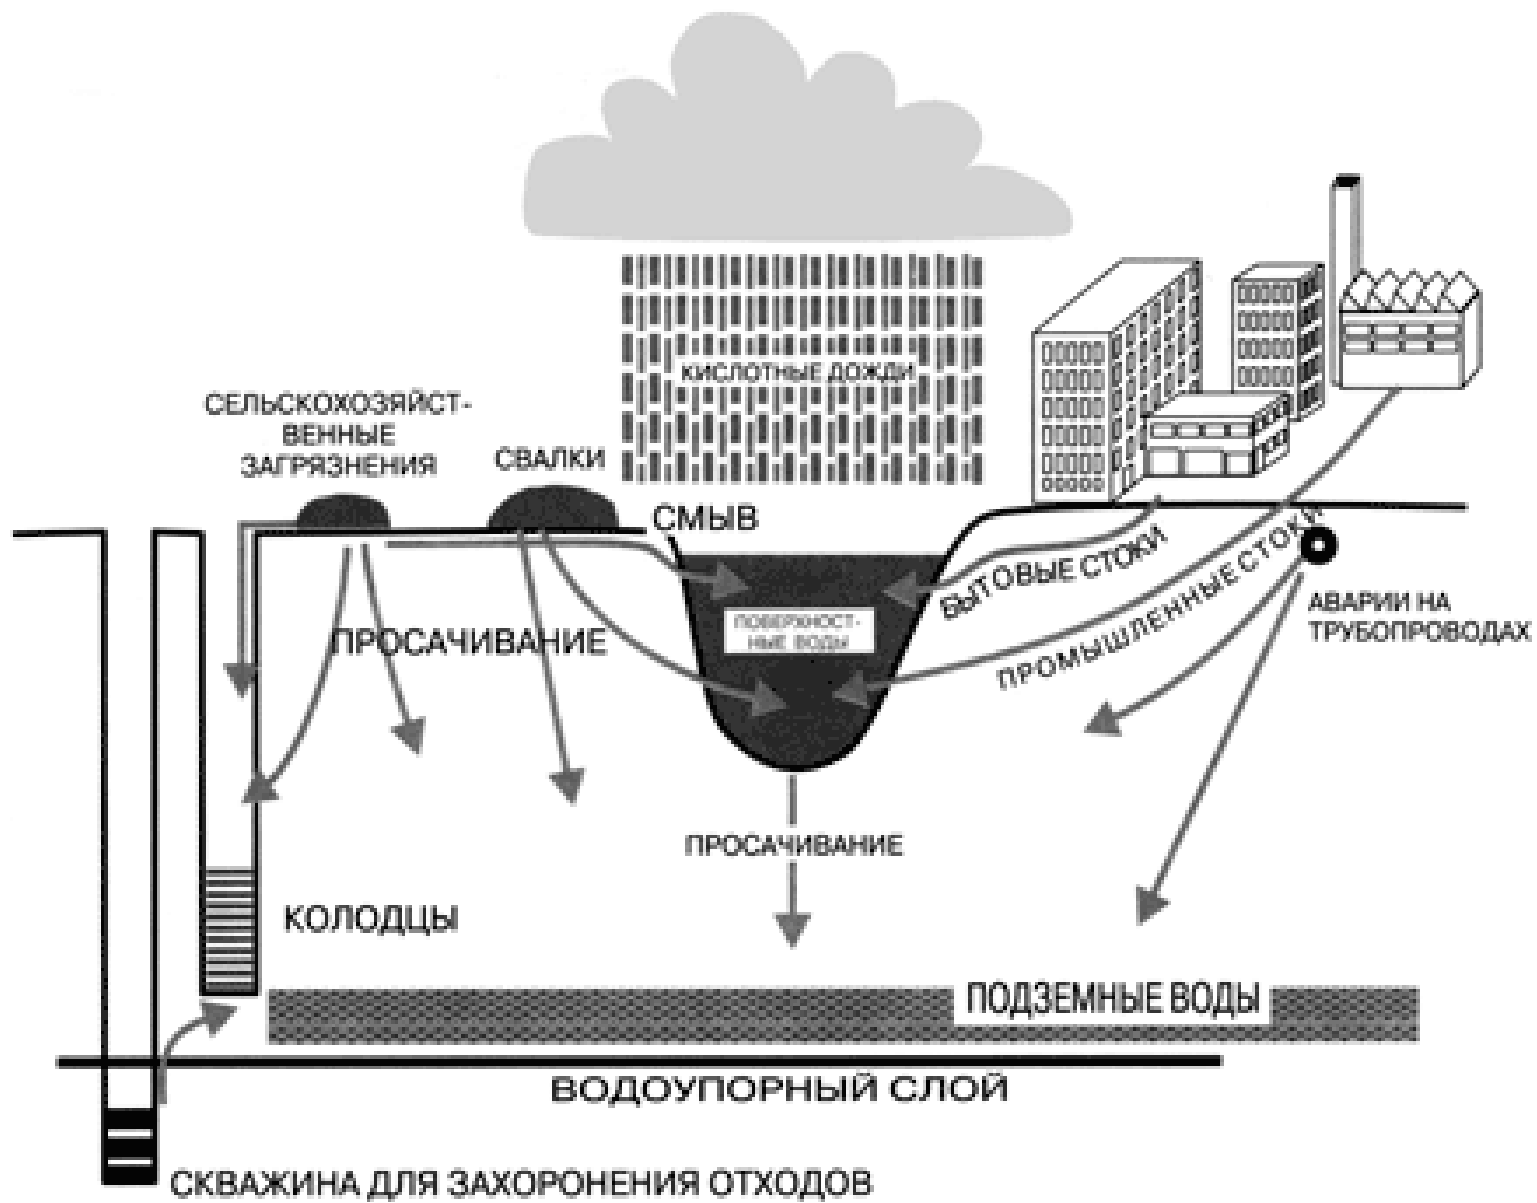 КИСЛОТНЫЕ ДОЖДИ
СЕЛЬСКОХОЗЯЙСТ-
ВЕННЫЕ
ЗАГРЯЗНЕНИЯ
СВАЛКИ
СМЫВ
БЫТОВЫЕ СТОКИ
ПРОМЫШЛЕННЫЕ СТОКИ
АВАРИИ НА
ТРУБОПРОВОДАХ
ПОВЕРХНОСТ-
НЫЕ ВОДЫ
ПРОСАЧИВАНИЕ
ПРОСАЧИВАНИЕ
КОЛОДЦЫ
ПОДЗЕМНЫЕ ВОДЫ
ВОДОУПОРНЫЙ СЛОЙ
СКВАЖИНА ДЛЯ ЗАХОРОНЕНИЯ ОТХОДОВ